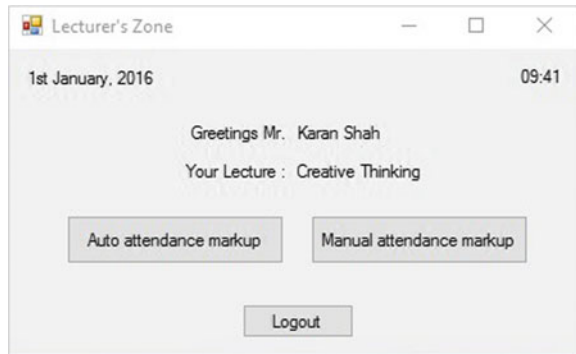 Lecturer's Zone
1st January, 2016 09:41
Greetings Mr. Karan Shah
Your Lecture : Creative Thinking
Auto attendance markup Manual attendance markup
Logout